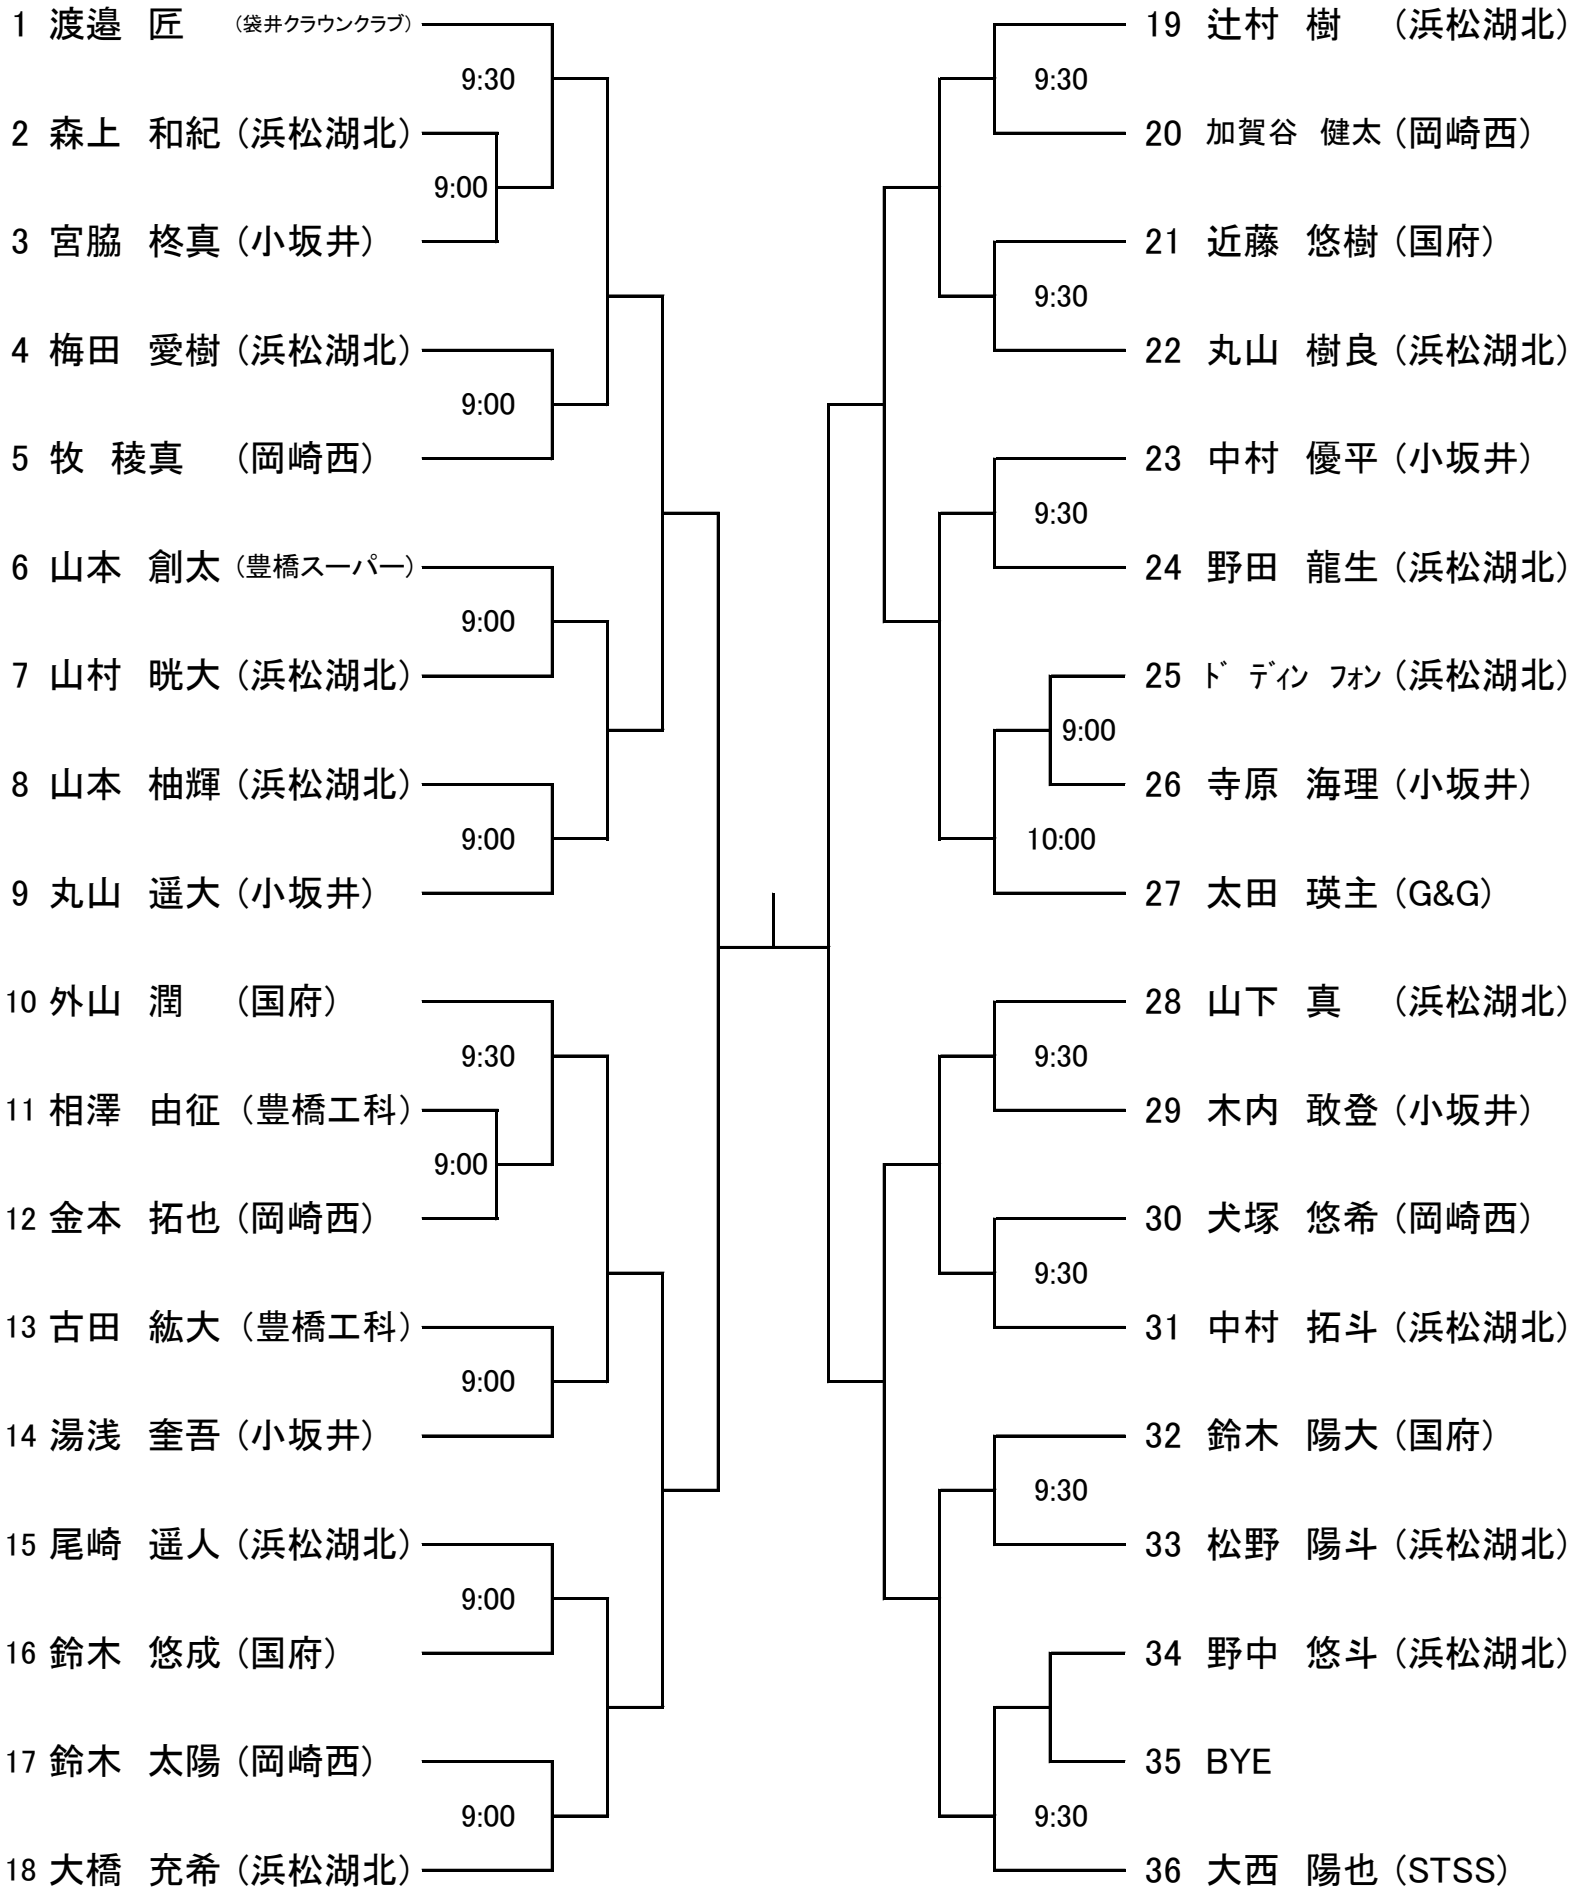 1 渡邉 匠 (袋井クラウンクラブ)
9:30
2 森上 和紀 (浜松湖北)
9:00
3 宮脇 柊真 (小坂井)
4 梅田 愛樹 (浜松湖北)
9:00
5 牧 稜真 (岡崎西)
6 山本 創太 (豊橋スーパー)
9:00
7 山村 晄大 (浜松湖北)
8 山本 柚輝 (浜松湖北)
9:00
9 丸山 遥大 (小坂井)
10 外山 潤 (国府)
9:30
11 相澤 由征 (豊橋工科)
9:00
12 金本 拓也 (岡崎西)
13 古田 紘大 (豊橋工科)
9:00
14 湯浅 奎吾 (小坂井)
15 尾崎 遥人 (浜松湖北)
9:00
16 鈴木 悠成 (国府)
17 鈴木 太陽 (岡崎西)
9:00
18 大橋 充希 (浜松湖北)
19 辻村 樹 (浜松湖北)
9:30
20 加賀谷 健太 (岡崎西)
21 近藤 悠樹 (国府)
9:30
22 丸山 樹良 (浜松湖北)
23 中村 優平 (小坂井)
9:30
24 野田 龍生 (浜松湖北)
25 ド ディン フォン (浜松湖北)
9:00
26 寺原 海理 (小坂井)
10:00
27 太田 瑛主 (G&G)
28 山下 真 (浜松湖北)
9:30
29 木内 敢登 (小坂井)
30 犬塚 悠希 (岡崎西)
9:30
31 中村 拓斗 (浜松湖北)
32 鈴木 陽大 (国府)
9:30
33 松野 陽斗 (浜松湖北)
34 野中 悠斗 (浜松湖北)
35 BYE
9:30
36 大西 陽也 (STSS)